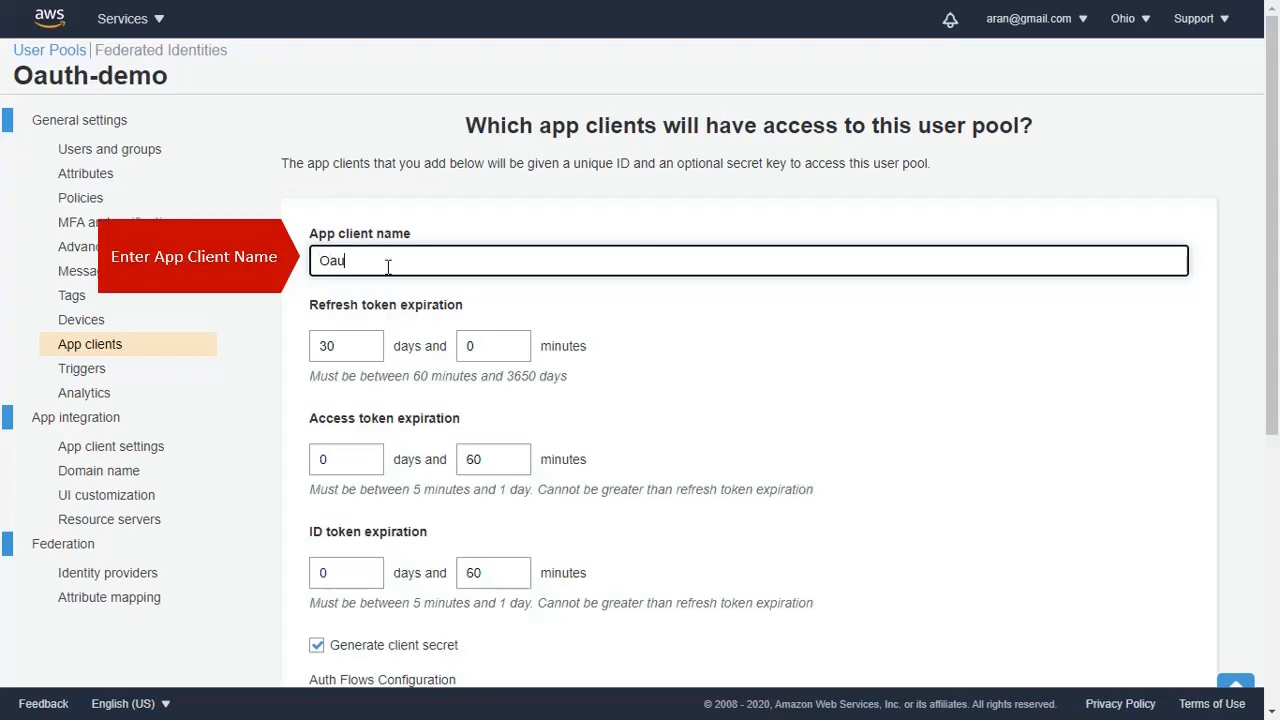 aws
Services
aran@gmail.com
Ohio
Support
User Pools | Federated Identities
Oauth-demo
General settings
Users and groups
Attributes
Policies
MFA an
Advan
Messa
Tags
Devices
App clients
Triggers
Analytics
App integration
App client settings
Domain name
UI customization
Resource servers
Federation
Identity providers
Attribute mapping
Enter App Client Name
Which app clients will have access to this user pool?
The app clients that you add below will be given a unique ID and an optional secret key to access this user pool.
App client name
Oau
Refresh token expiration
30 days and 0 minutes
Must be between 60 minutes and 3650 days
Access token expiration
0 days and 60 minutes
Must be between 5 minutes and 1 day. Cannot be greater than refresh token expiration
ID token expiration
0 days and 60 minutes
Must be between 5 minutes and 1 day. Cannot be greater than refresh token expiration
Generate client secret
Auth Flows Configuration
Feedback
English (US)
© 2008 - 2020, Amazon Web Services, Inc. or its affiliates. All rights reserved.
Privacy Policy
Terms of Use